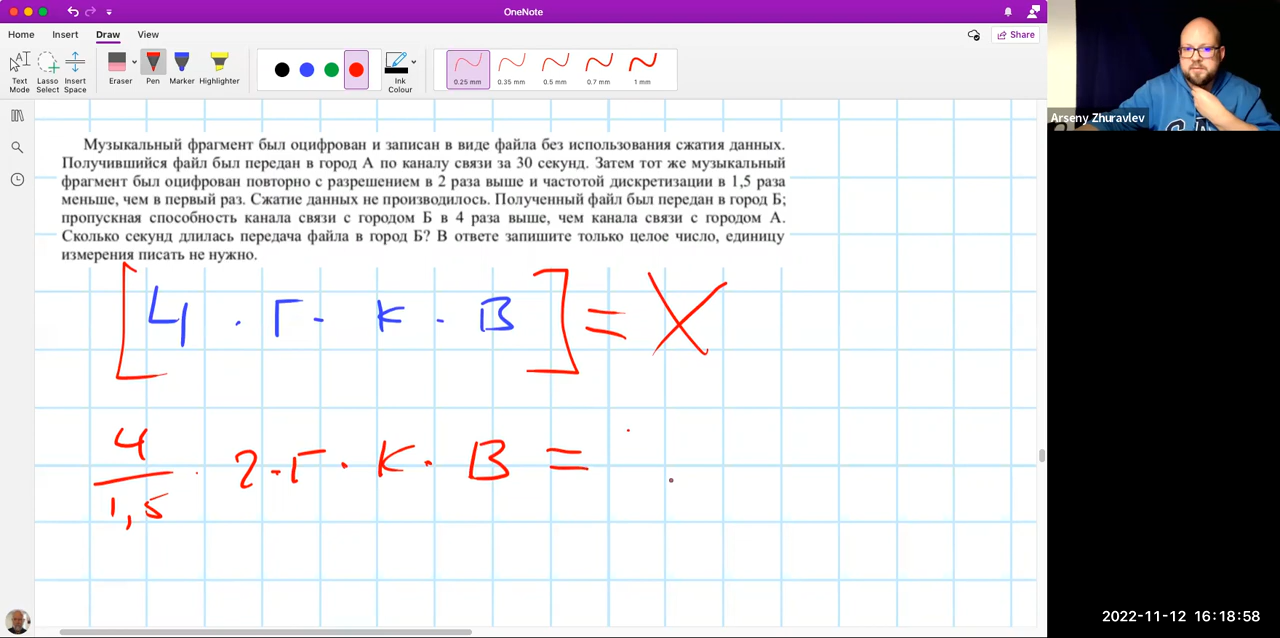 OneNote
Home Insert Draw View
Share
Text Mode
Lasso Select
Insert Space
Eraser
Pen
Marker
Highlighter
Ink Colour
0.25 mm
0.35 mm
0.5 mm
0.7 mm
1 mm
Arseny Zhuravlev
Музыкальный фрагмент был оцифрован и записан в виде файла без использования сжатия данных.
Получившийся файл был передан в город А по каналу связи за 30 секунд. Затем тот же музыкальный
фрагмент был оцифрован повторно с разрешением в 2 раза выше и частотой дискретизации в 1,5 раза
меньше, чем в первый раз. Сжатие данных не производилось. Полученный файл был передан в город Б;
пропускная способность канала связи с городом Б в 4 раза выше, чем канала связи с городом А.
Сколько секунд длилась передача файла в город Б? В ответе запишите только целое число, единицу
измерения писать не нужно.
[Ч · Г · К · В] = X
Ч
1,5
· 2 · Г · К · В =
2022-11-12 16:18:58